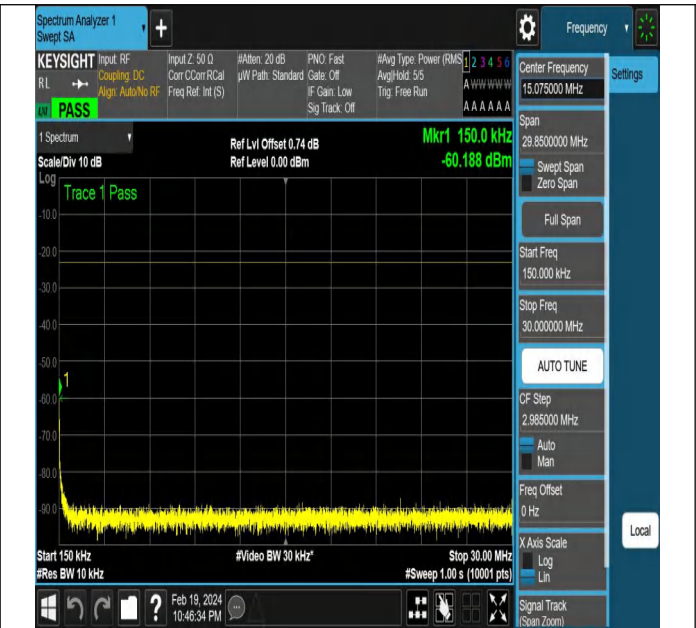 Spectrum Analyzer 1
Swept SA
Frequency
KEYSIGHT
RL
PASS
Input: RF
Coupling: DC
Align: Auto/No RF
Input Z: 50 Ω
Corr CCorr RCal
Freq Ref: Int (S)
#Atten: 20 dB
µW Path: Standard
PNO: Fast
Gate: Off
IF Gain: Low
Sig Track: Off
#Avg Type: Power (RMS
Avg|Hold: 5/5
Trig: Free Run
1 2 3 4 5 6
A W W W W W
A A A A A A
1 Spectrum
Scale/Div 10 dB
Ref Lvl Offset 0.74 dB
Ref Level 0.00 dBm
Mkr1 150.0 kHz
-60.188 dBm
Log
Trace 1 Pass
-10.0
-20.0
-30.0
-40.0
-50.0
1
-60.0
-70.0
-80.0
-90.0
Start 150 kHz
#Res BW 10 kHz
#Video BW 30 kHz*
Stop 30.00 MHz
#Sweep 1.00 s (10001 pts)
?
Feb 19, 2024
10:46:34 PM
Center Frequency
15.075000 MHz
Settings
Span
29.8500000 MHz
Swept Span
Zero Span
Full Span
Start Freq
150.000 kHz
Stop Freq
30.000000 MHz
AUTO TUNE
CF Step
2.985000 MHz
Auto
Man
Freq Offset
0 Hz
X Axis Scale
Log
Lin
Signal Track
(Span Zoom)
Local